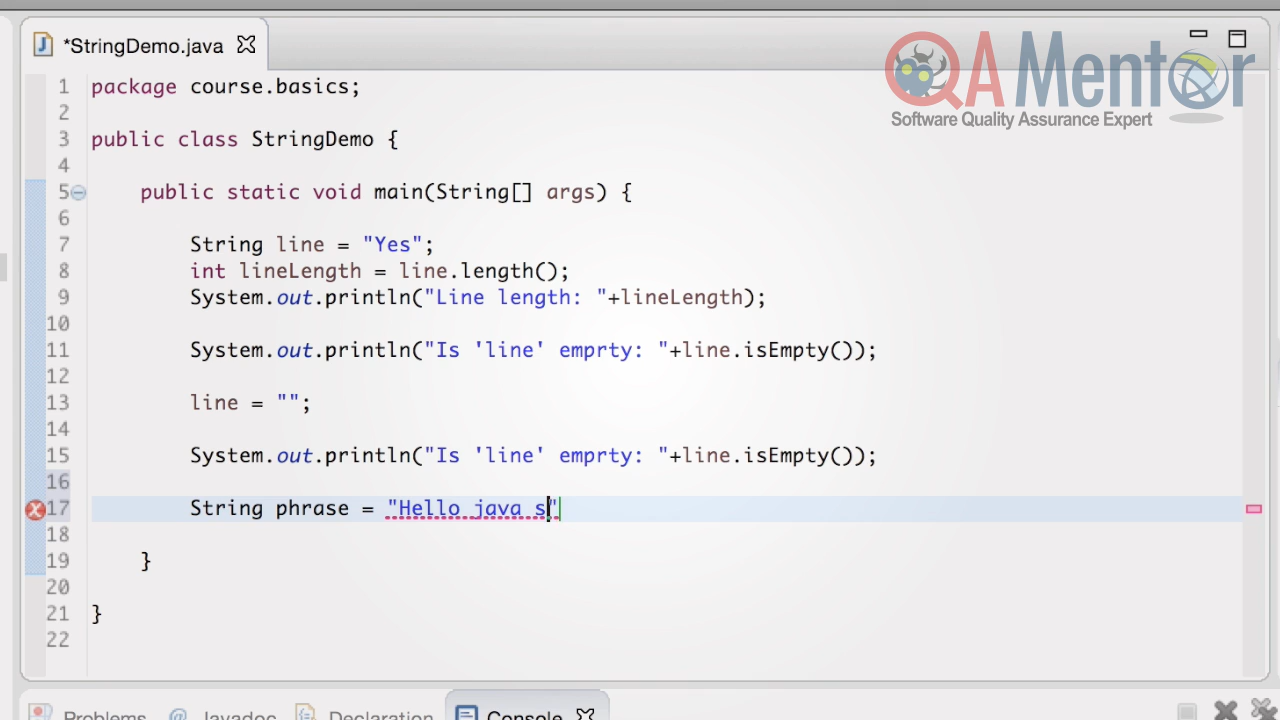 *StringDemo.java
QA Mentor
Software Quality Assurance Expert
1 package course.basics;
2
3 public class StringDemo {
4
5 public static void main(String[] args) {
6
7 String line = "Yes";
8 int lineLength = line.length();
9 System.out.println("Line length: "+lineLength);
10
11 System.out.println("Is 'line' emprty: "+line.isEmpty());
12
13 line = "";
14
15 System.out.println("Is 'line' emprty: "+line.isEmpty());
16
17 String phrase = "Hello java s"
18
19 }
20
21 }
22
Problems @ Javadoc Declaration Console